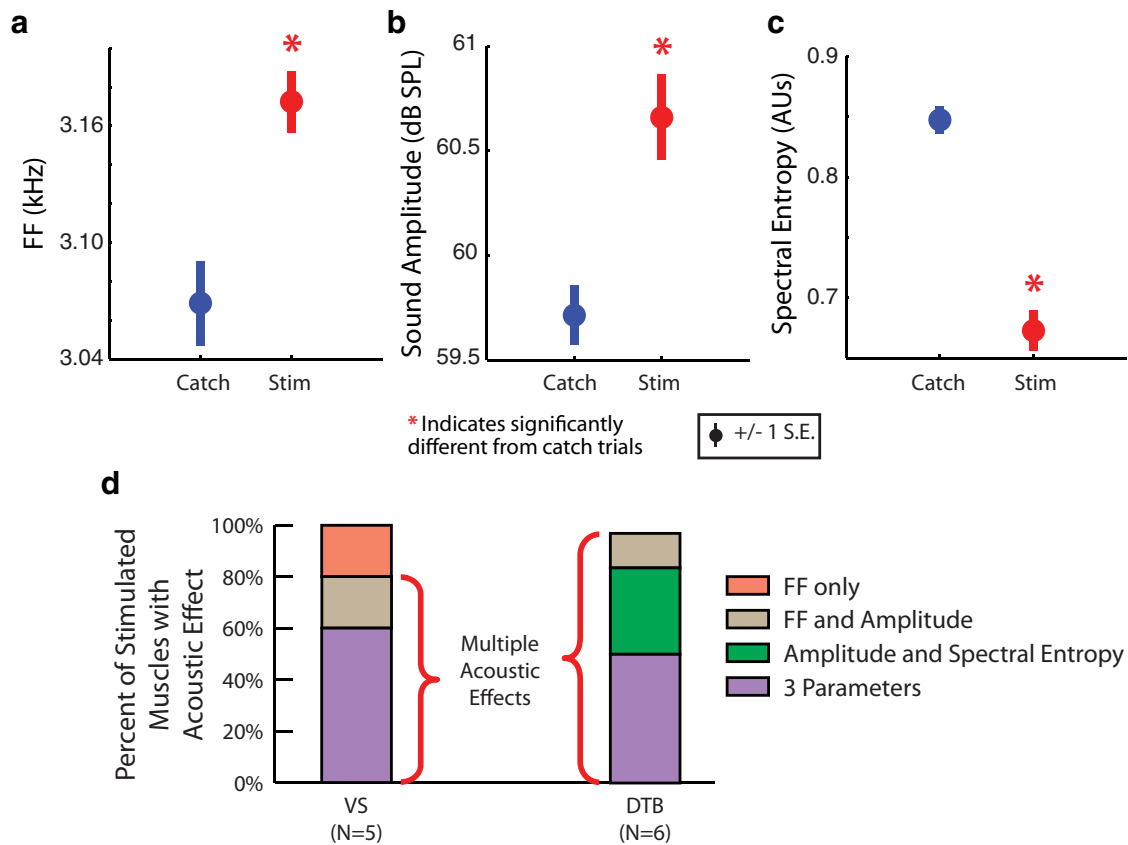 a
FF (kHz)
3.16
3.10
3.04
Catch
Stim
*
b
Sound Amplitude (dB SPL)
61
60.5
60
59.5
Catch
Stim
*
c
Spectral Entropy (AUs)
0.9
0.8
0.7
Catch
Stim
*
* Indicates significantly
different from catch trials
+/- 1 S.E.
d
Percent of Stimulated
Muscles with
Acoustic Effect
100%
80%
60%
40%
20%
0%
Multiple
Acoustic
Effects
VS
(N=5)
DTB
(N=6)
FF only
FF and Amplitude
Amplitude and Spectral Entropy
3 Parameters